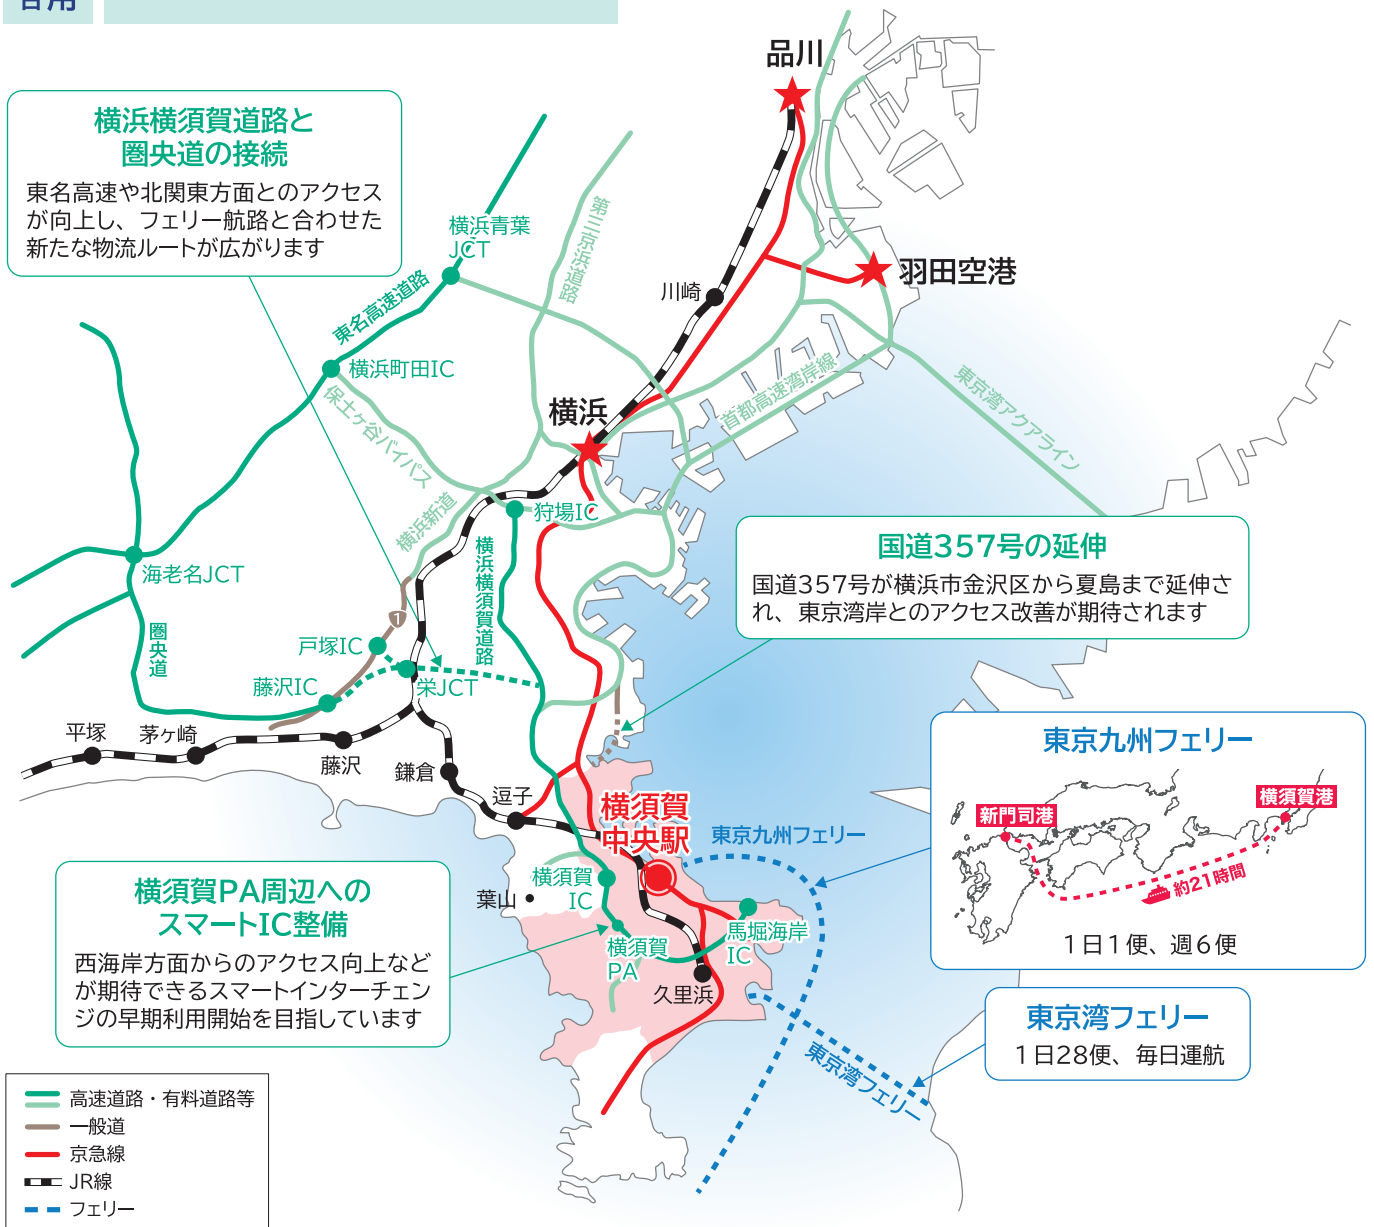 品川
横浜横須賀道路と
圏央道の接続
東名高速や北関東方面とのアクセス
が向上し、フェリー航路と合わせた
新たな物流ルートが広がります
横浜青葉
JCT
第三京浜道路
羽田空港
川崎
東名高速道路
横浜町田IC
保土ヶ谷バイパス
首都高速湾岸線
東京湾アクアライン
横浜
横浜新道
狩場IC
横浜横須賀道路
海老名JCT
国道357号の延伸
国道357号が横浜市金沢区から夏島まで延伸さ
れ、東京湾岸とのアクセス改善が期待されます
1
圏央道
戸塚IC
栄JCT
藤沢IC
平塚
茅ヶ崎
藤沢
鎌倉
逗子
横須賀
中央駅
東京九州フェリー
東京九州フェリー
新門司港
横須賀港
約21時間
1日1便、週6便
横須賀PA周辺への
スマートIC整備
西海岸方面からのアクセス向上など
が期待できるスマートインターチェン
ジの早期利用開始を目指しています
横須賀
IC
葉山
横須賀
PA
馬堀海岸
IC
久里浜
東京湾フェリー
東京湾フェリー
1日28便、毎日運航
高速道路・有料道路等
一般道
京急線
JR線
フェリー